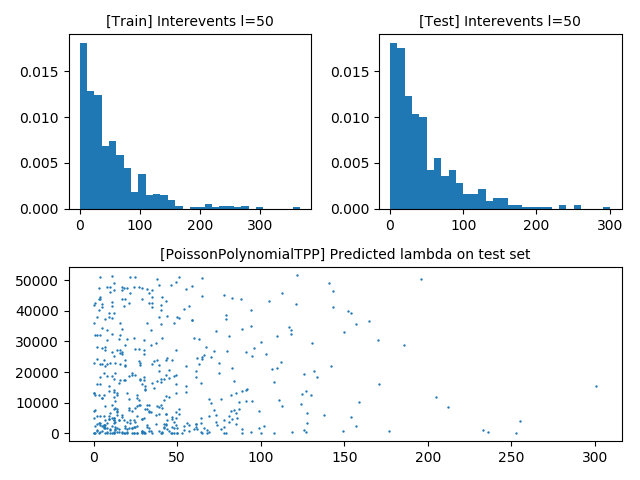 [Train] Interevents l=50
[Test] Interevents l=50
0.015
0.010
0.005
0.000
0 100 200 300
0.015
0.010
0.005
0.000
0 100 200 300
[PoissonPolynomialTPP] Predicted lambda on test set
50000
40000
30000
20000
10000
0
0 50 100 150 200 250 300